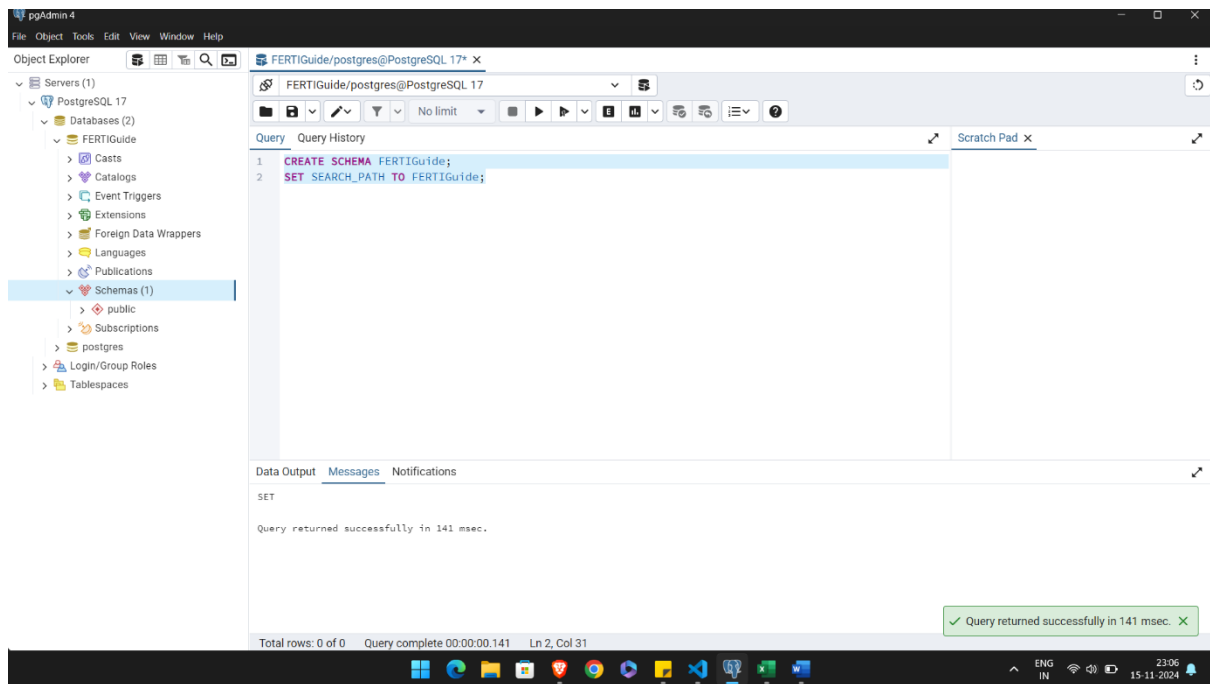 pgAdmin 4
File Object Tools Edit View Window Help
Object Explorer
FERTIGuide/postgres@PostgreSQL 17*
Servers (1)
PostgreSQL 17
Databases (2)
FERTIGuide
Casts
Catalogs
Event Triggers
Extensions
Foreign Data Wrappers
Languages
Publications
Schemas (1)
public
Subscriptions
postgres
Login/Group Roles
Tablespaces
FERTIGuide/postgres@PostgreSQL 17
No limit
E
Query Query History
Scratch Pad
1 CREATE SCHEMA FERTIGuide;
2 SET SEARCH_PATH TO FERTIGuide;
Data Output Messages Notifications
SET
Query returned successfully in 141 msec.
Query returned successfully in 141 msec.
Total rows: 0 of 0 Query complete 00:00:00.141 Ln 2, Col 31
ENG
IN
23:06
15-11-2024